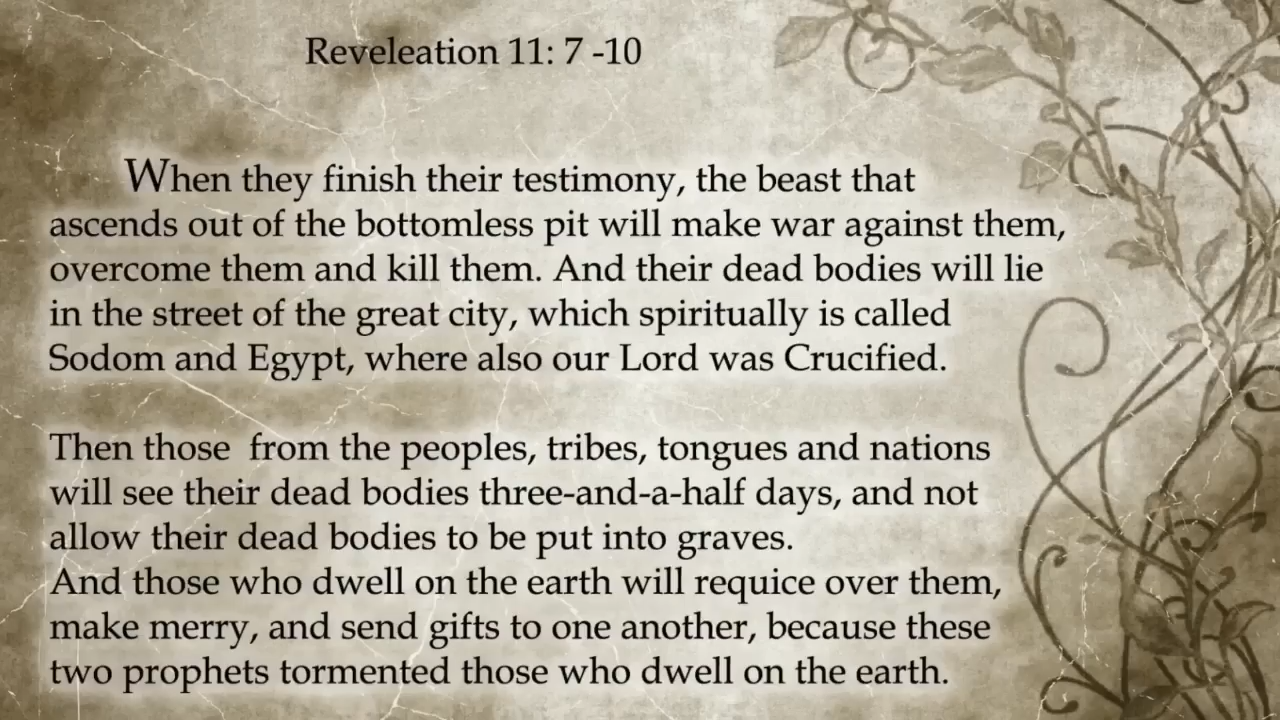 Reveleation 11: 7 -10
When they finish their testimony, the beast that
ascends out of the bottomless pit will make war against them,
overcome them and kill them. And their dead bodies will lie
in the street of the great city, which spiritually is called
Sodom and Egypt, where also our Lord was Crucified.
Then those  from the peoples, tribes, tongues and nations
will see their dead bodies three-and-a-half days, and not
allow their dead bodies to be put into graves.
And those who dwell on the earth will requice over them,
make merry, and send gifts to one another, because these
two prophets tormented those who dwell on the earth.